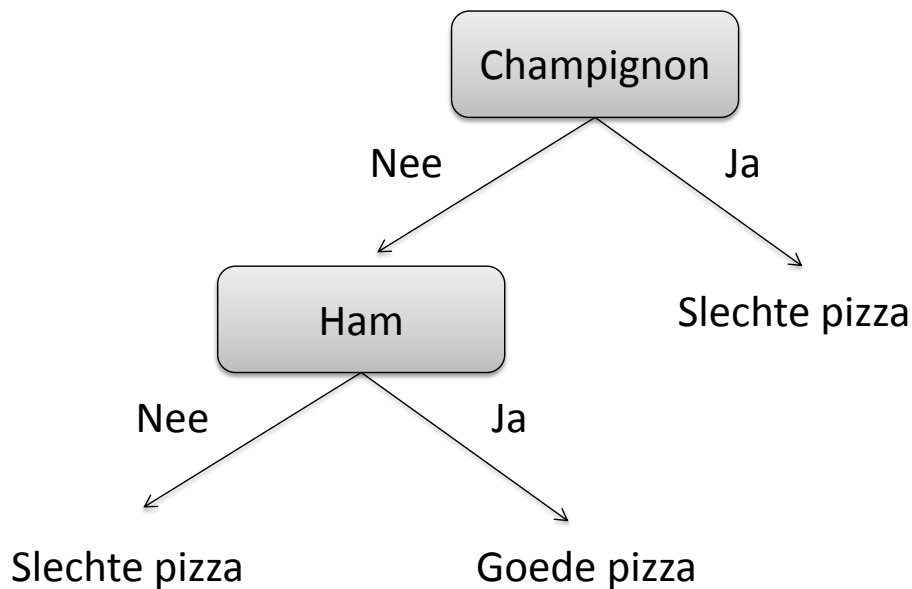 Champignon
Nee
Ja
Ham
Slechte pizza
Nee
Ja
Slechte pizza
Goede pizza